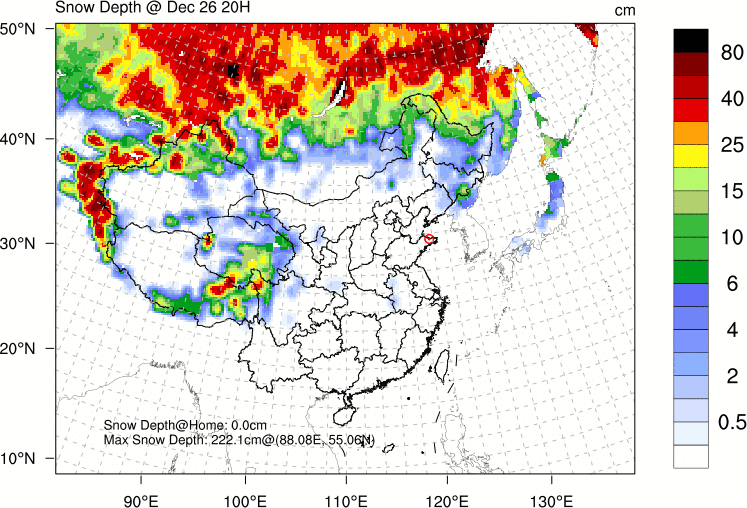 Snow Depth @ Dec 26 20H
cm
50°N
40°N
30°N
20°N
10°N
90°E
100°E
110°E
120°E
130°E
Snow Depth@Home: 0.0cm
Max Snow Depth: 222.1cm@(88.08E, 55.06N)
80
40
25
15
10
6
4
2
0.5